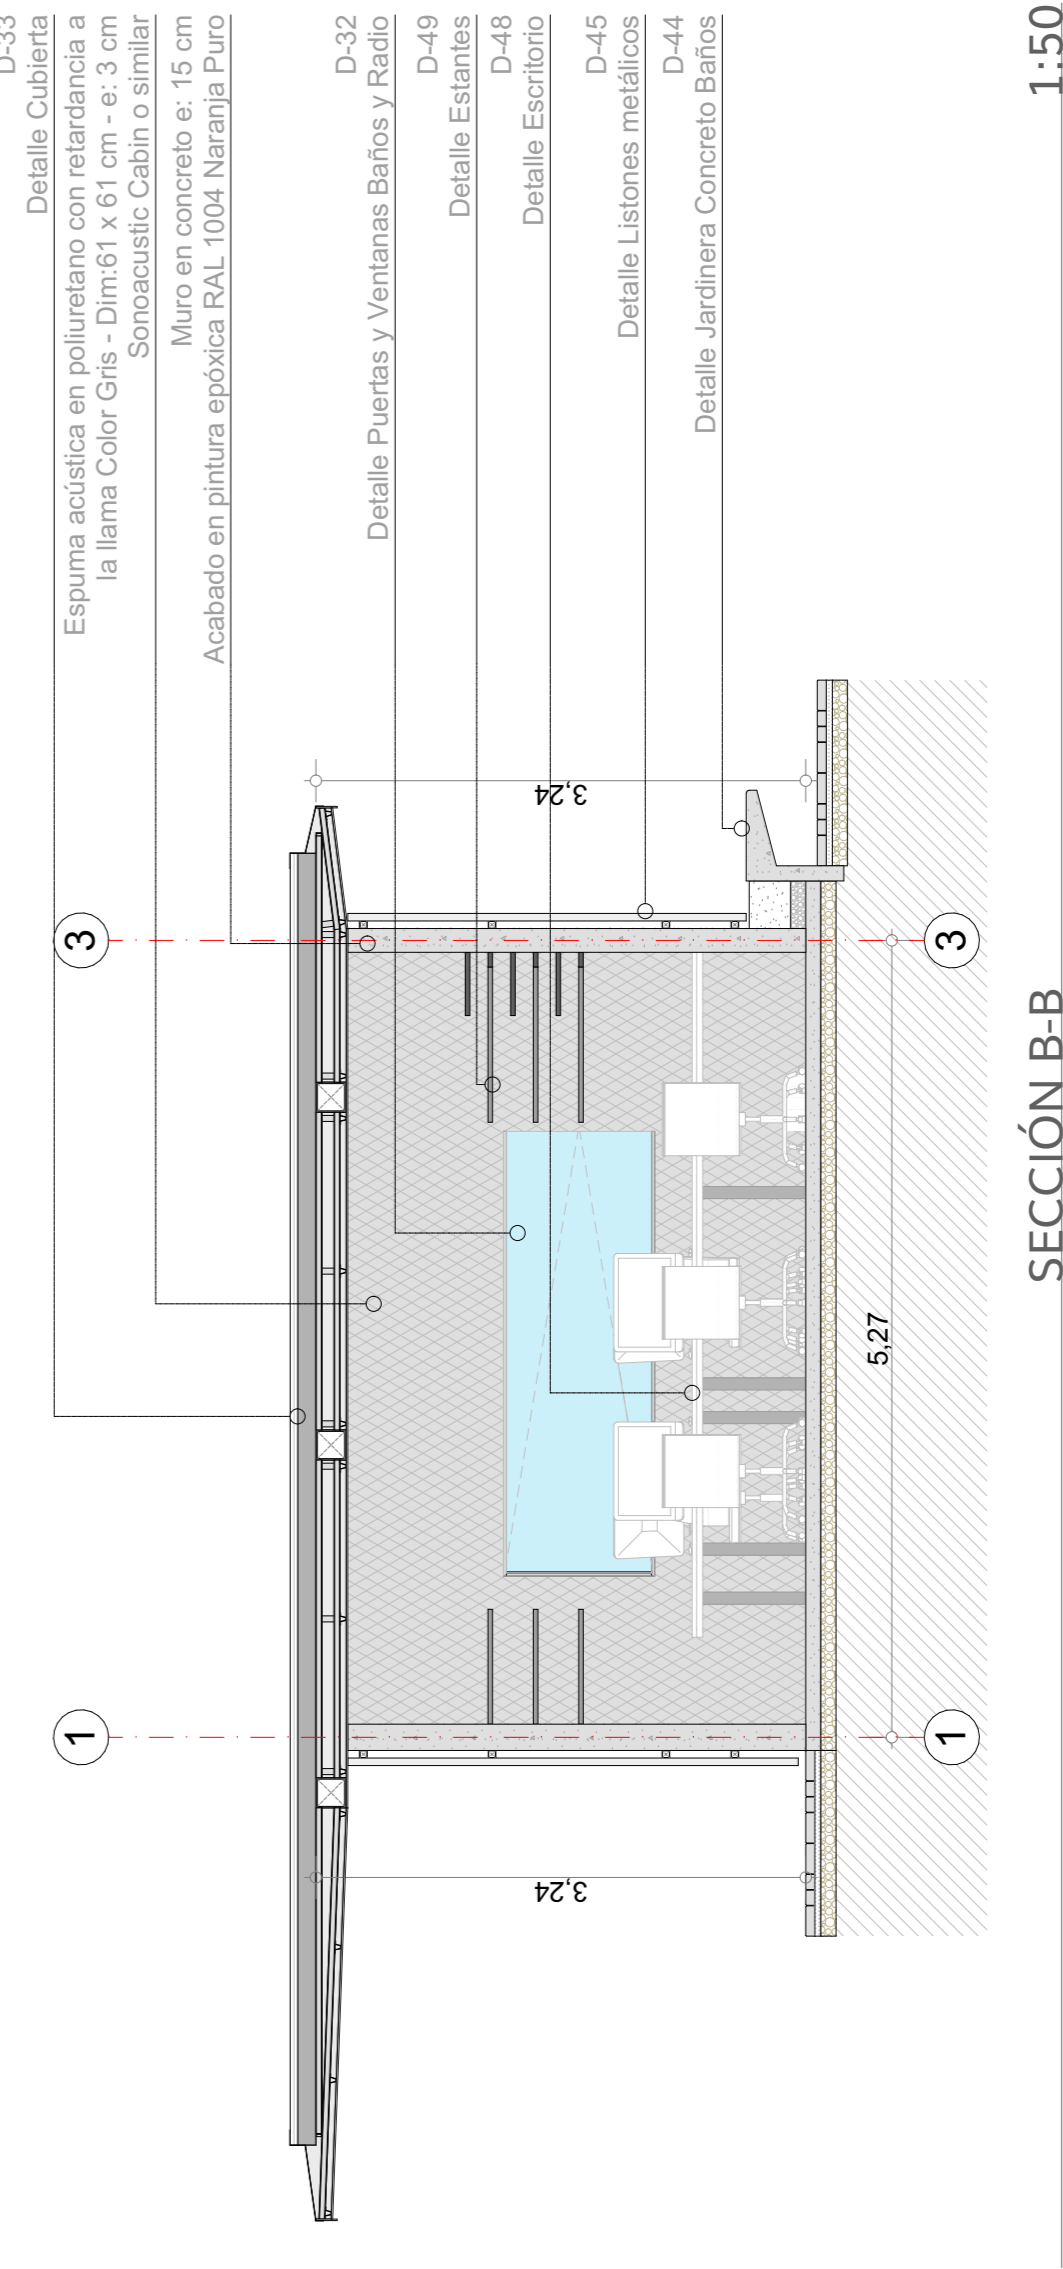 D-33
Detalle Cubierta
Espuma acústica en poliuretano con retardancia a
la llama Color Gris - Dim:61 x 61 cm - e: 3 cm
Sonoacustic Cabin o similar
Muro en concreto e: 15 cm
Acabado en pintura epóxica RAL 1004 Naranja Puro
D-32
Detalle Puertas y Ventanas Baños y Radio
D-49
Detalle Estantes
D-48
Detalle Escritorio
D-45
Detalle Listones metálicos
D-44
Detalle Jardinera Concreto Baños
1
3
3,24
3,24
5,27
1
3
SECCIÓN B-B
1:50